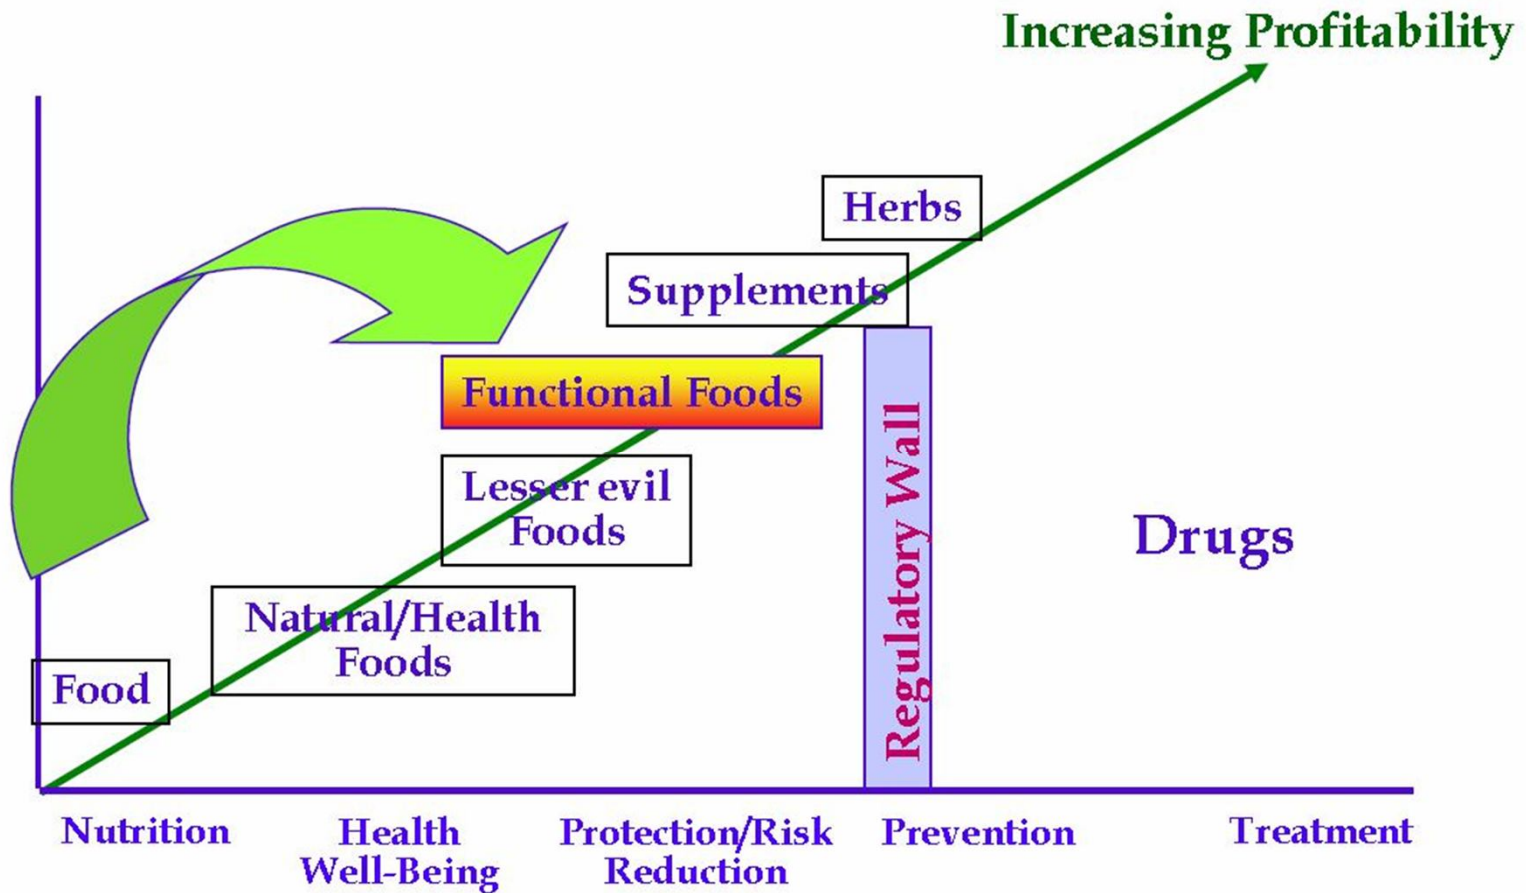 Increasing Profitability
Herbs
Supplements
Functional Foods
Lesser evil
Foods
Natural/Health
Foods
Food
Regulatory Wall
Drugs
Nutrition
Health
Well-Being
Protection/Risk
Reduction
Prevention
Treatment